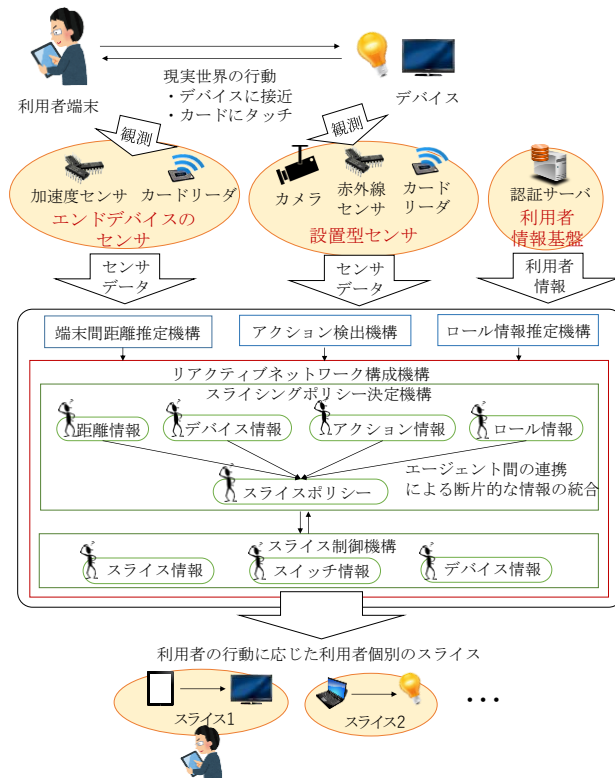 利用者端末
現実世界の行動
・デバイスに接近
・カードにタッチ
デバイス
観測
観測
加速度センサ
カードリーダ
エンドデバイスの
センサ
カメラ
赤外線
センサ
カード
リーダ
設置型センサ
認証サーバ
利用者
情報基盤
センサ
データ
センサ
データ
利用者
情報
端末間距離推定機構
アクション検出機構
ロール情報推定機構
リアクティブネットワーク構成機構
スライシングポリシー決定機構
距離情報
デバイス情報
アクション情報
ロール情報
スライスポリシー
エージェント間の連携
による断片的な情報の統合
スライス制御機構
スライス情報
スイッチ情報
デバイス情報
利用者の行動に応じた利用者個別のスライス
スライス1
スライス2
・・・